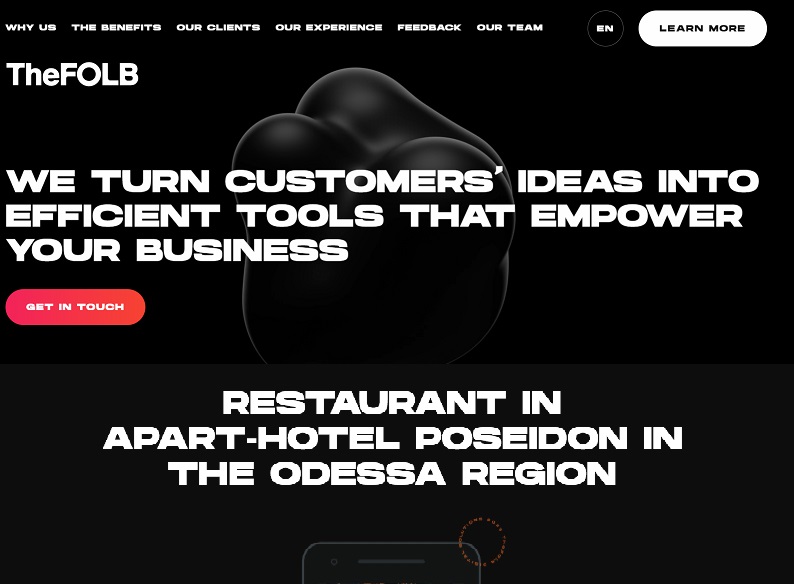 WHY US THE BENEFITS OUR CLIENTS OUR EXPERIENCE FEEDBACK OUR TEAM EN LEARN MORE
TheFOLB
WE TURN CUSTOMERS’ IDEAS INTO
EFFICIENT TOOLS THAT EMPOWER
YOUR BUSINESS
GET IN TOUCH
RESTAURANT IN
APART-HOTEL POSEIDON IN
THE ODESSA REGION